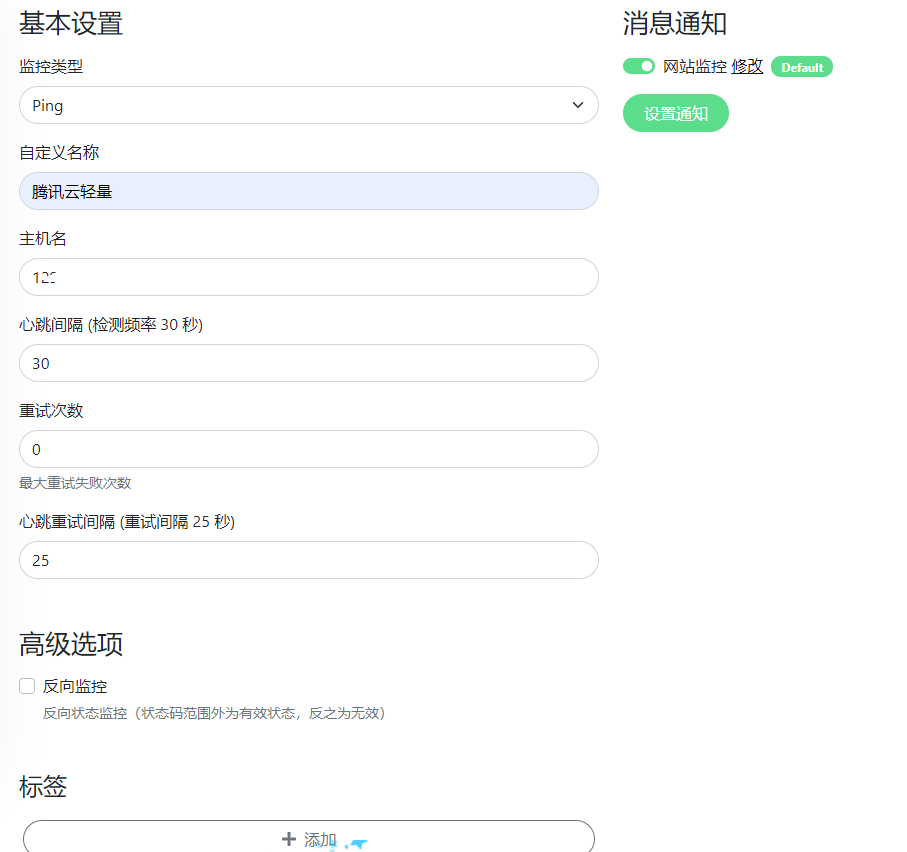 基本设置
监控类型
Ping
自定义名称
腾讯云轻量
主机名
心跳间隔 (检测频率 30 秒)
30
重试次数
0
最大重试失败次数
心跳重试间隔 (重试间隔 25 秒)
25
高级选项
反向监控
反向状态监控（状态码范围外为有效状态，反之为无效）
标签
添加
消息通知
网站监控 修改 Default
设置通知